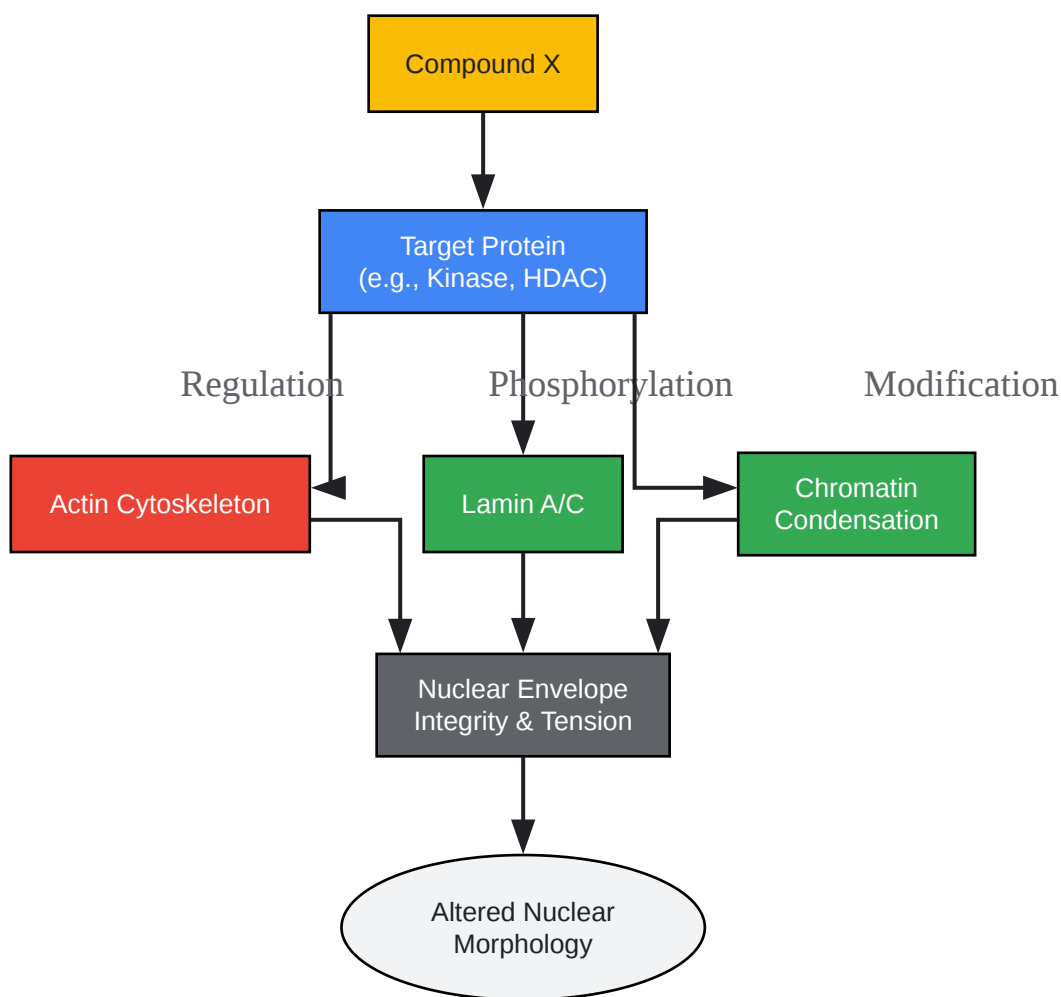 Compound X
Target Protein
(e.g., Kinase, HDAC)
Regulation
Phosphorylation
Modification
Actin Cytoskeleton
Lamin A/C
Chromatin
Condensation
Nuclear Envelope
Integrity & Tension
Altered Nuclear
Morphology